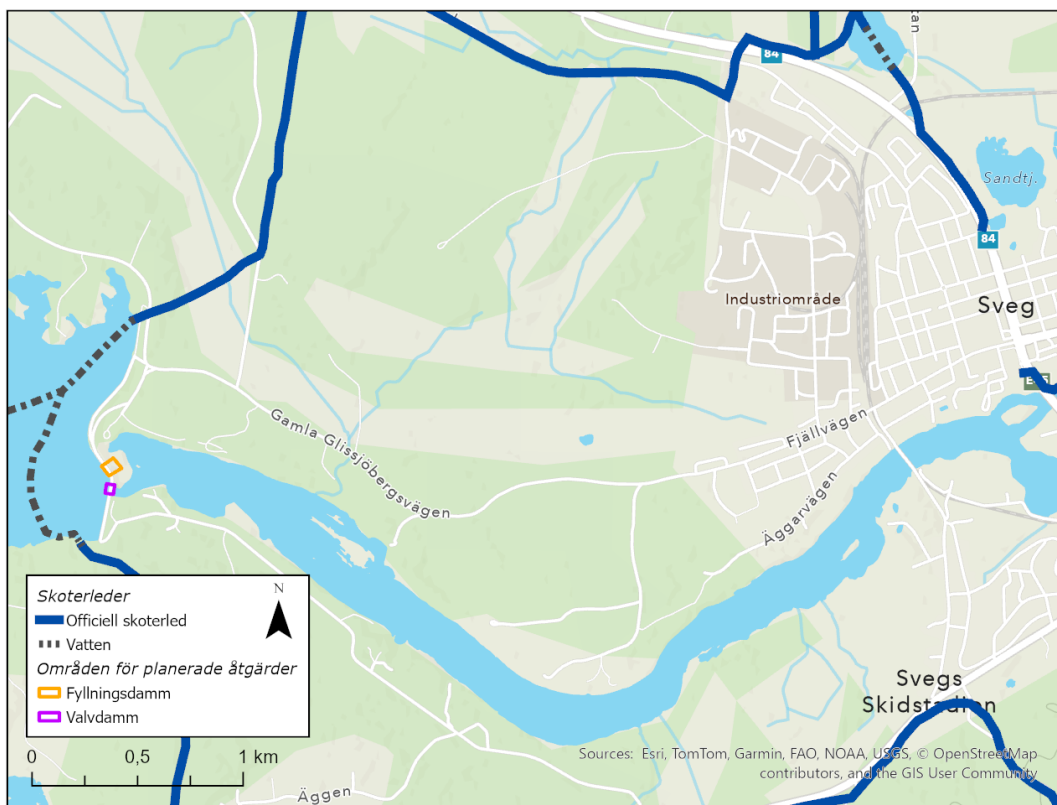 84
Sandtj.
84
Industriområde
Sveg
Gamla Glissjöbergsvägen
Fjällvägen
Äggarvägen
Svegs
Skidstadion
Äggen
Skoterleder
N
Officiell skoterled
Vatten
Områden för planerade åtgärder
Fyllningsdamm
Valvdamm
0 0,5 1 km
Sources: Esri, TomTom, Garmin, FAO, NOAA, USGS, © OpenStreetMap
contributors, and the GIS User Community